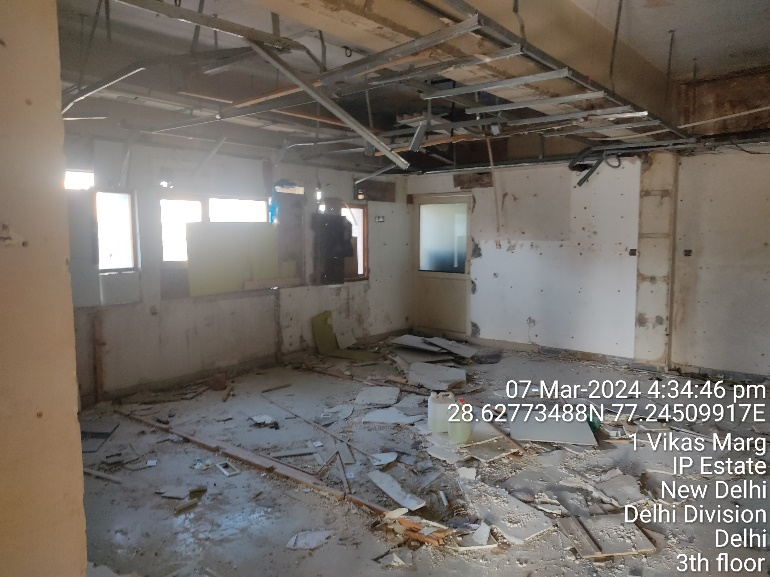 07-Mar-2024 4:34:46 pm
28.62773488N 77.24509917E
1 Vikas Marg
IP Estate
New Delhi
Delhi Division
Delhi
3th floor